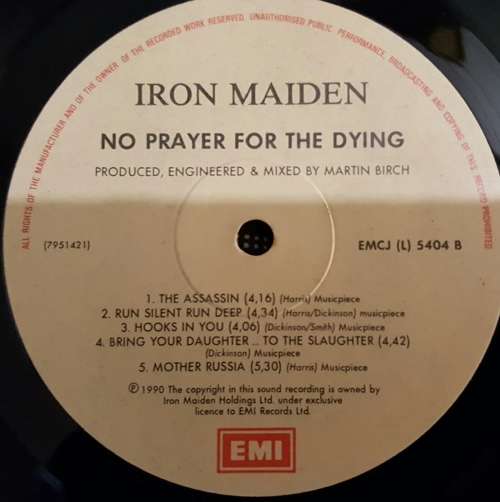 ALL RIGHTS OF THE MANUFACTURER AND OF THE OWNER OF THE RECORDED WORK RESERVED. UNAUTHORISED PUBLIC PERFORMANCE, BROADCASTING AND COPYING OF THIS RECORD PROHIBITED
IRON MAIDEN
NO PRAYER FOR THE DYING
PRODUCED, ENGINEERED & MIXED BY MARTIN BIRCH
(7951421)
EMCJ (L) 5404 B
1. THE ASSASSIN (4,16) (Harris) Musicpiece
2. RUN SILENT RUN DEEP (4,34) (Harris/Dickinson) musicpiece
3. HOOKS IN YOU (4,06) (Dickinson/Smith) Musicpiece
4. BRING YOUR DAUGHTER ... TO THE SLAUGHTER (4,42)
(Dickinson) Musicpiece
5. MOTHER RUSSIA (5,30) (Harris) Musicpiece
℗ 1990 The copyright in this sound recording is owned by
Iron Maiden Holdings Ltd. under exclusive
licence to EMI Records Ltd.
EMI